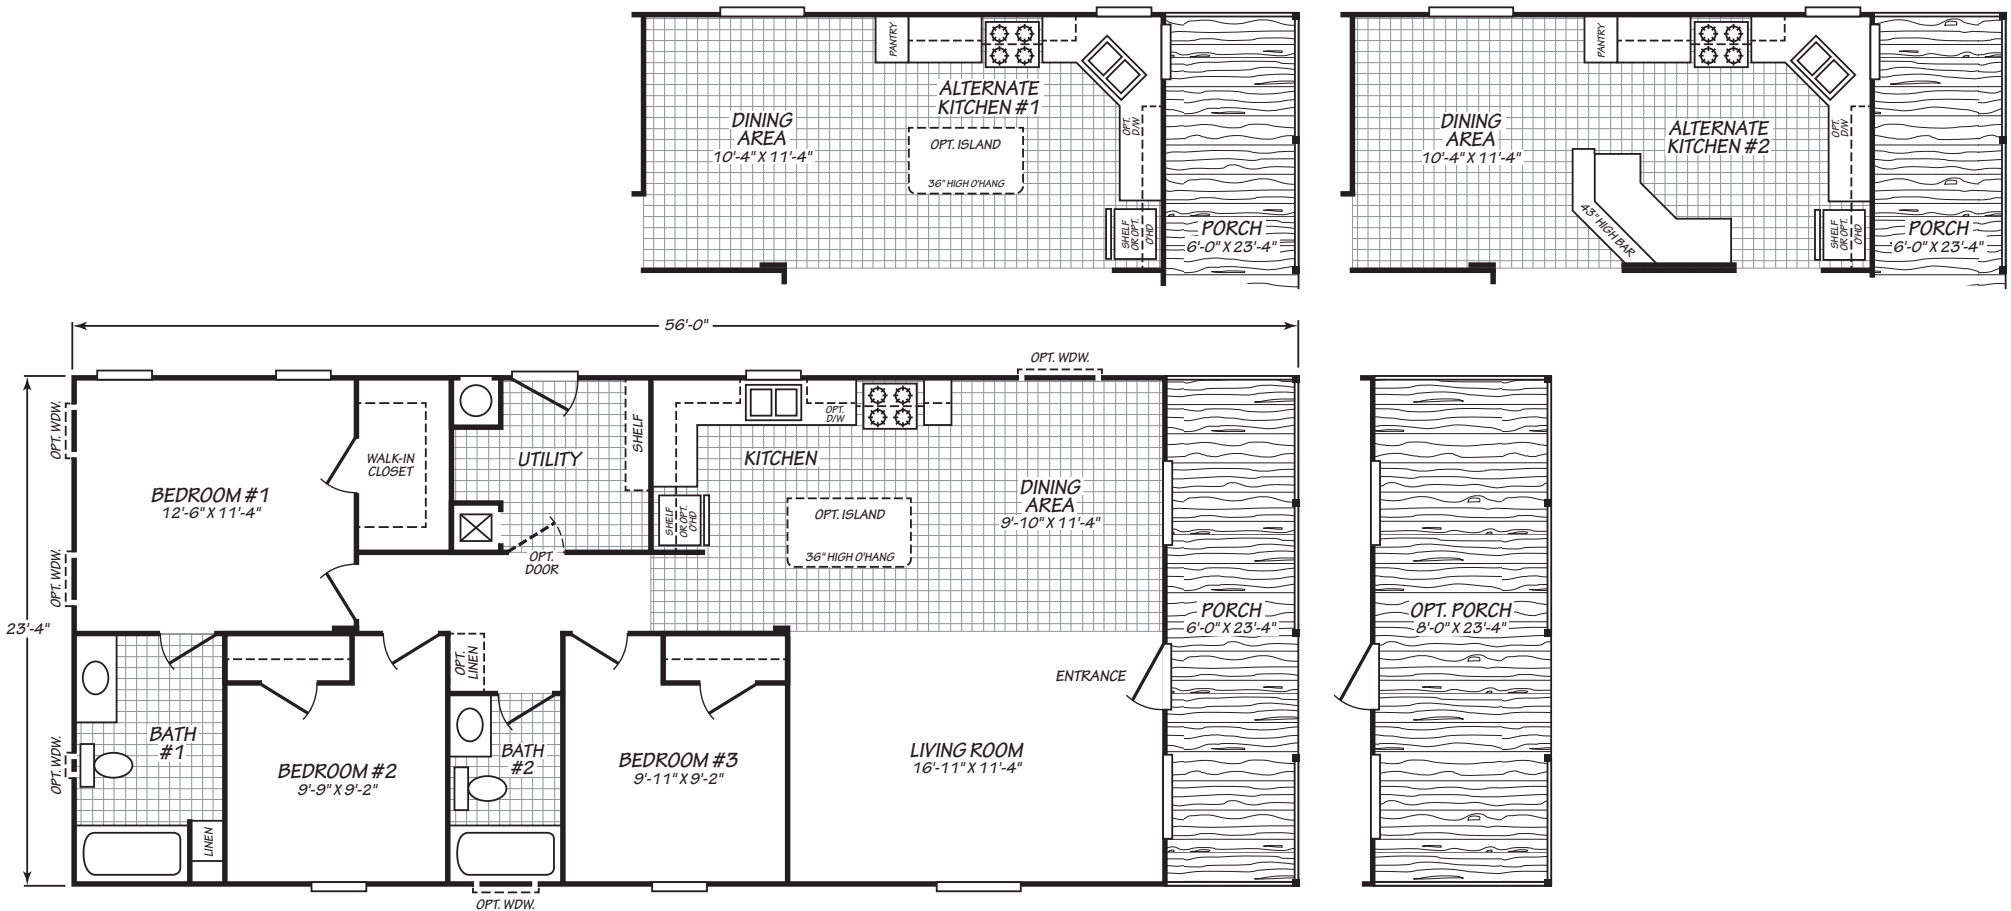 PANTRY
ALTERNATE
KITCHEN #1
DINING
AREA
10'-4" X 11'-4"
OPT. ISLAND
36" HIGH O'HANG
OPT.
D/W
SHELF
OR OPT.
O'HD
PORCH
6'-0" X 23'-4"
PANTRY
DINING
AREA
10'-4" X 11'-4"
ALTERNATE
KITCHEN #2
OPT.
D/W
43" HIGH BAR
SHELF
OR OPT.
O'HD
PORCH
6'-0" X 23'-4"
56'-0"
OPT. WDW.
OPT. WDW.
BEDROOM #1
12'-6" X 11'-4"
WALK-IN
CLOSET
UTILITY
SHELF
OPT.
D/W
KITCHEN
SHELF
OR OPT.
O'HD
OPT. ISLAND
36" HIGH O'HANG
DINING
AREA
9'-10" X 11'-4"
OPT.
DOOR
OPT. WDW.
23'-4"
PORCH
6'-0" X 23'-4"
OPT. PORCH
8'-0" X 23'-4"
OPT.
LINEN
ENTRANCE
BATH
#1
OPT. WDW.
BEDROOM #2
9'-9" X 9'-2"
BATH
#2
BEDROOM #3
9'-11" X 9'-2"
LIVING ROOM
16'-11" X 11'-4"
LINEN
OPT. WDW.